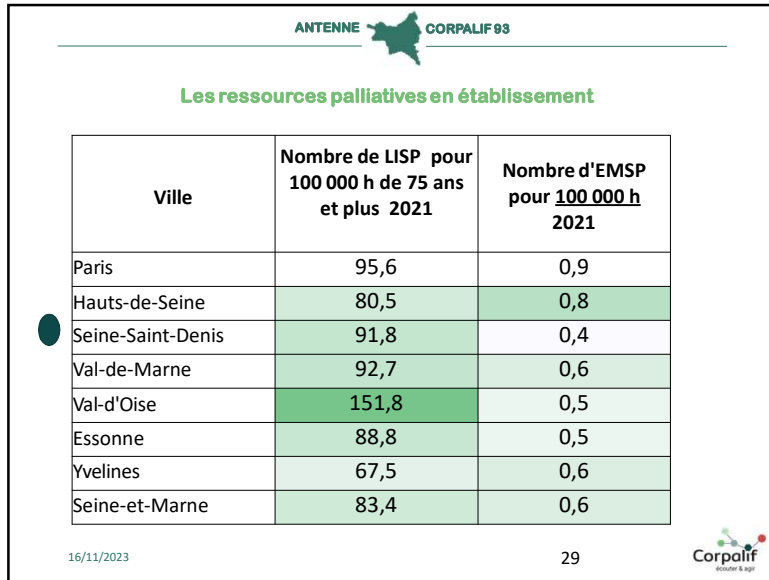 ANTENNE CORPALIF 93
Les ressources palliatives en établissement
Ville
Nombre de LISP pour
100 000 h de 75 ans
et plus 2021
Nombre d'EMSP
pour 100 000 h
2021
Paris 95,6 0,9
Hauts-de-Seine 80,5 0,8
Seine-Saint-Denis 91,8 0,4
Val-de-Marne 92,7 0,6
Val-d'Oise 151,8 0,5
Essonne 88,8 0,5
Yvelines 67,5 0,6
Seine-et-Marne 83,4 0,6
16/11/2023 29 Corpalif
écouter & agir